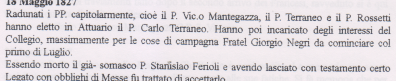 18 Maggio 1827
Radunati i PP. capitolarmente, cioè il P. Vic.o Mantegazza, il P. Terraneo e il P. Rossetti
hanno eletto in Attuario il P. Carlo Terraneo. Hanno poi incaricato degli interessi del
Collegio, massimamente per le cose di campagna Fratel Giorgio Negri da cominciare col
primo di Luglio.
Essendo morto il già- somasco P. Stanislao Ferioli e avendo lasciato con testamento certo
Legato con obblighi di Messe fu trattato di accettarlo